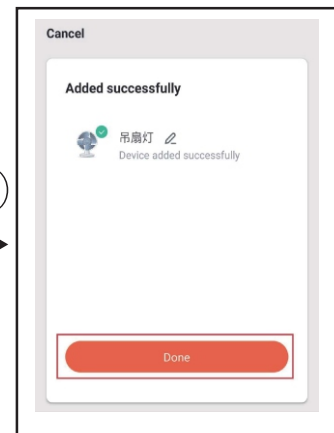 Cancel
Added successfully
吊扇灯
Device added successfully
Done